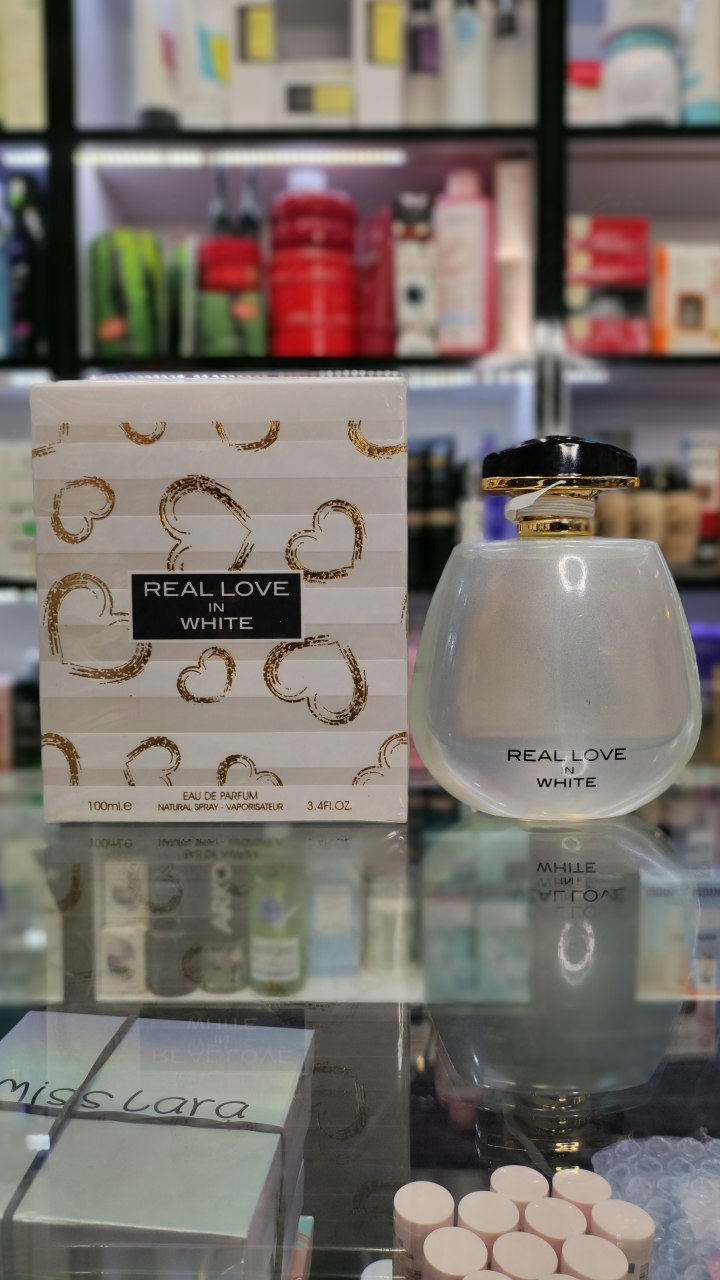 REAL LOVE
IN
WHITE
100ml.e
EAU DE PARFUM
NATURAL SPRAY - VAPORISATEUR
3.4FI.OZ.
REAL LOVE
IN
WHITE
miss Lara